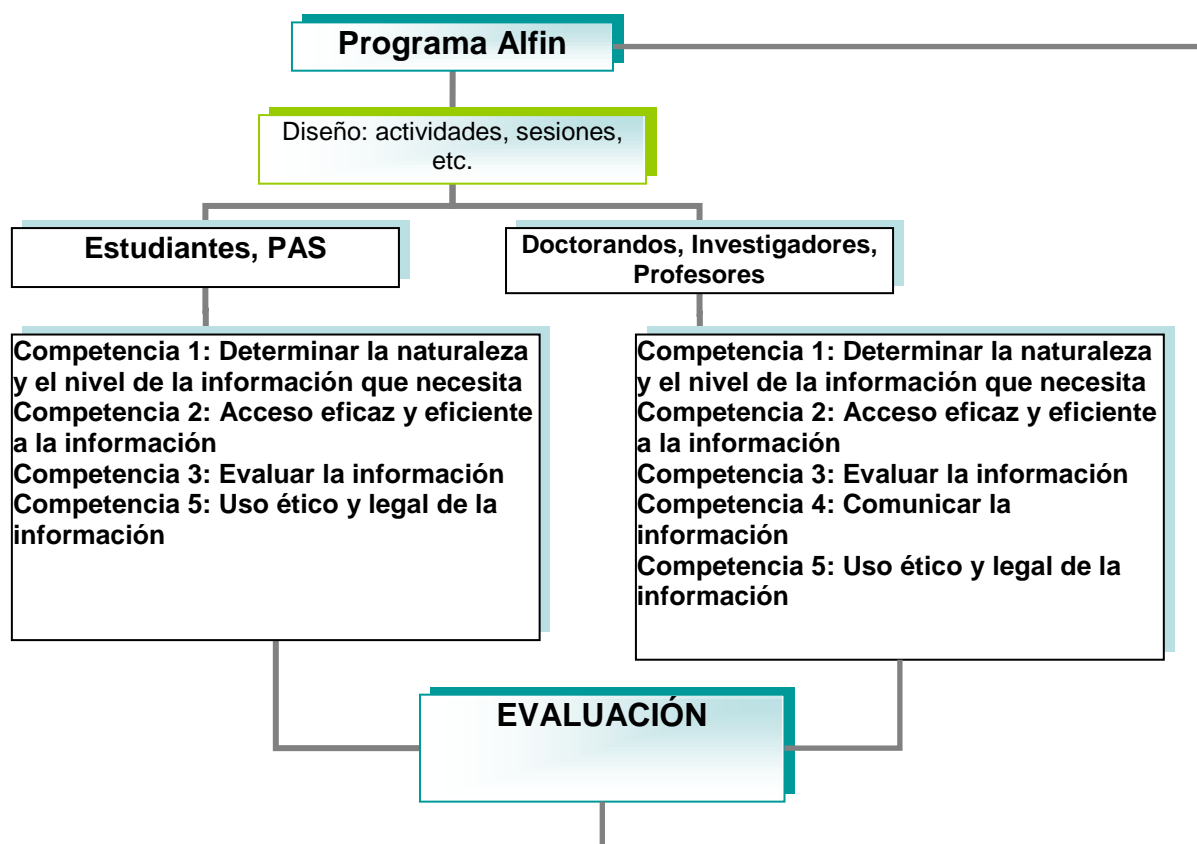 Programa Alfin
Diseño: actividades, sesiones,
etc.
Estudiantes, PAS
Doctorandos, Investigadores,
Profesores
Competencia 1: Determinar la naturaleza
y el nivel de la información que necesita
Competencia 2: Acceso eficaz y eficiente
a la información
Competencia 3: Evaluar la información
Competencia 5: Uso ético y legal de la
información
Competencia 1: Determinar la naturaleza
y el nivel de la información que necesita
Competencia 2: Acceso eficaz y eficiente
a la información
Competencia 3: Evaluar la información
Competencia 4: Comunicar la
información
Competencia 5: Uso ético y legal de la
información
EVALUACIÓN